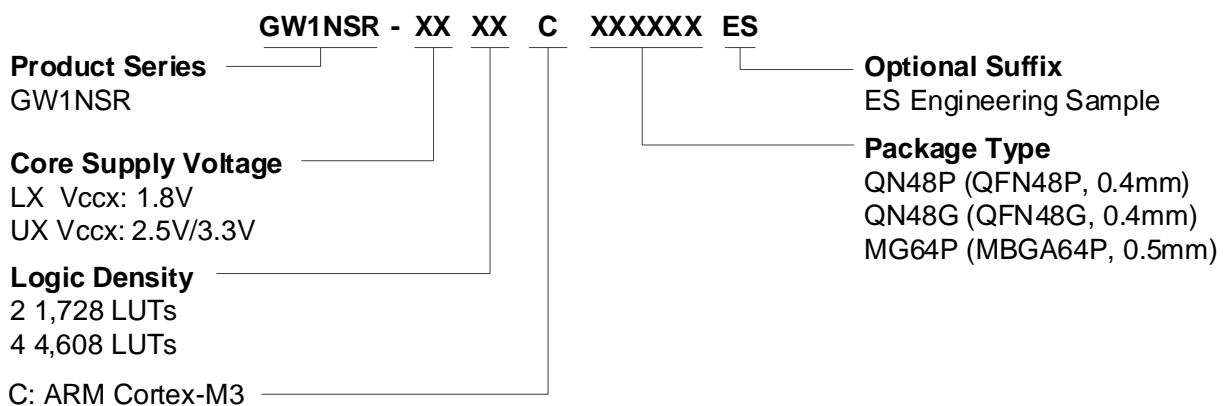 GW1NSR - XX XX C XXXXXX ES
Product Series
GW1NSR
Core Supply Voltage
LX Vccx: 1.8V
UX Vccx: 2.5V/3.3V
Logic Density
2 1,728 LUTs
4 4,608 LUTs
C: ARM Cortex-M3
Optional Suffix
ES Engineering Sample
Package Type
QN48P (QFN48P, 0.4mm)
QN48G (QFN48G, 0.4mm)
MG64P (MBGA64P, 0.5mm)